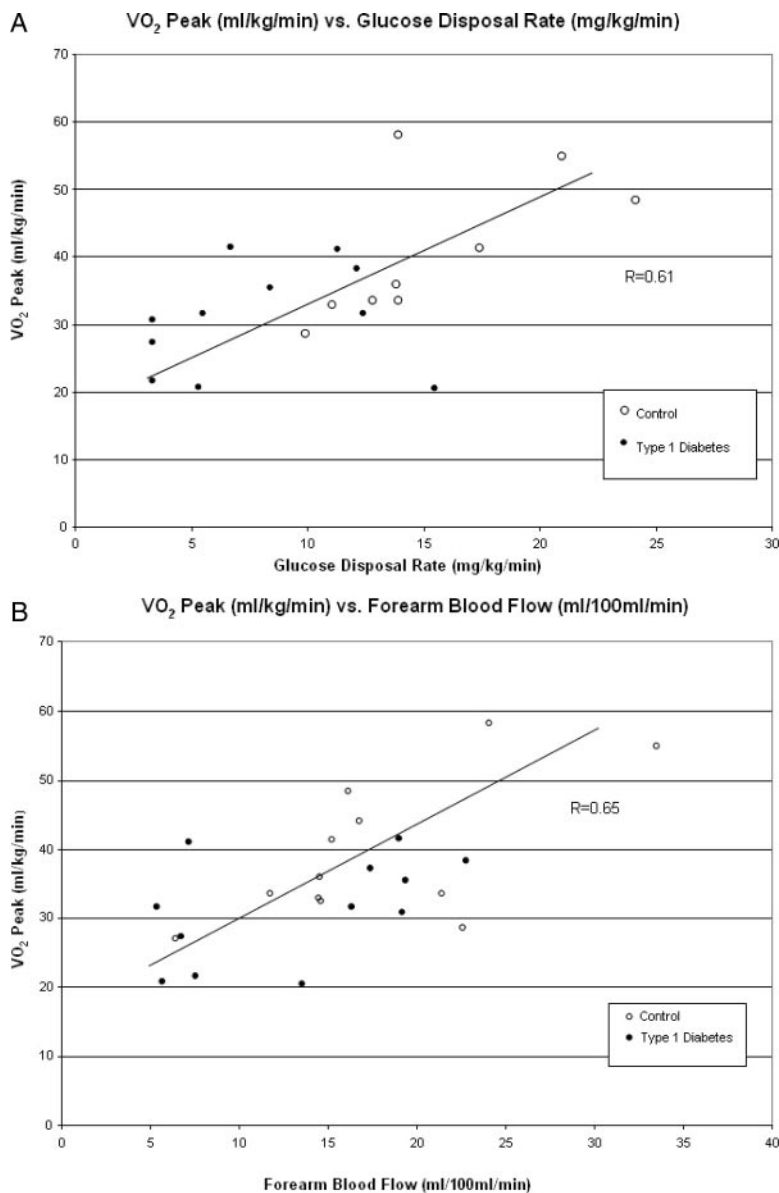 A
VO₂ Peak (ml/kg/min) vs. Glucose Disposal Rate (mg/kg/min)
70
60
50
40
30
20
10
0
VO₂ Peak (ml/kg/min)
R=0.61
Control
Type 1 Diabetes
0 5 10 15 20 25 30
Glucose Disposal Rate (mg/kg/min)
B
VO₂ Peak (ml/kg/min) vs. Forearm Blood Flow (ml/100ml/min)
70
60
50
40
30
20
10
0
VO₂ Peak (ml/kg/min)
R=0.65
Control
Type 1 Diabetes
0 5 10 15 20 25 30 35 40
Forearm Blood Flow (ml/100ml/min)